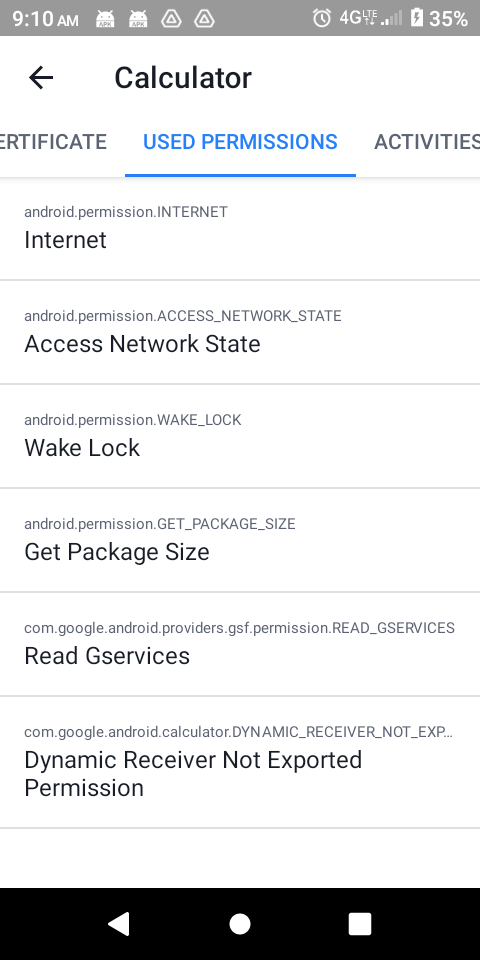 9:10 AM 4G LTE 35%
Calculator
ERTIFICATE USED PERMISSIONS ACTIVITIES
android.permission.INTERNET
Internet
android.permission.ACCESS_NETWORK_STATE
Access Network State
android.permission.WAKE_LOCK
Wake Lock
android.permission.GET_PACKAGE_SIZE
Get Package Size
com.google.android.providers.gsf.permission.READ_GSERVICES
Read Gservices
com.google.android.calculator.DYNAMIC_RECEIVER_NOT_EXP...
Dynamic Receiver Not Exported
Permission